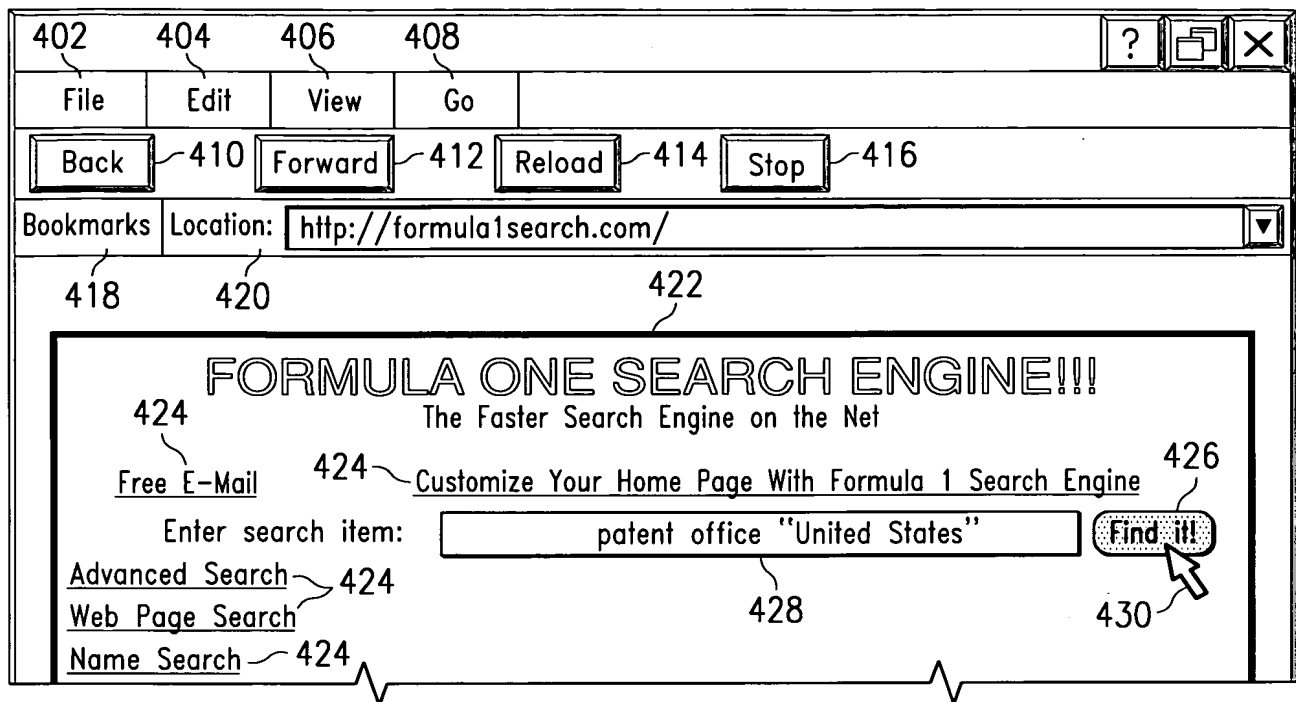 402 404 406 408 ?
File Edit View Go
Back 410 Forward 412 Reload 414 Stop 416
Bookmarks Location: http://formula1search.com/
418 420 422
FORMULA ONE SEARCH ENGINE!!!
The Faster Search Engine on the Net
424
Free E-Mail 424 Customize Your Home Page With Formula 1 Search Engine 426
Enter search item: patent office "United States" Find it!
Advanced Search 424
Web Page Search 428 430
Name Search 424